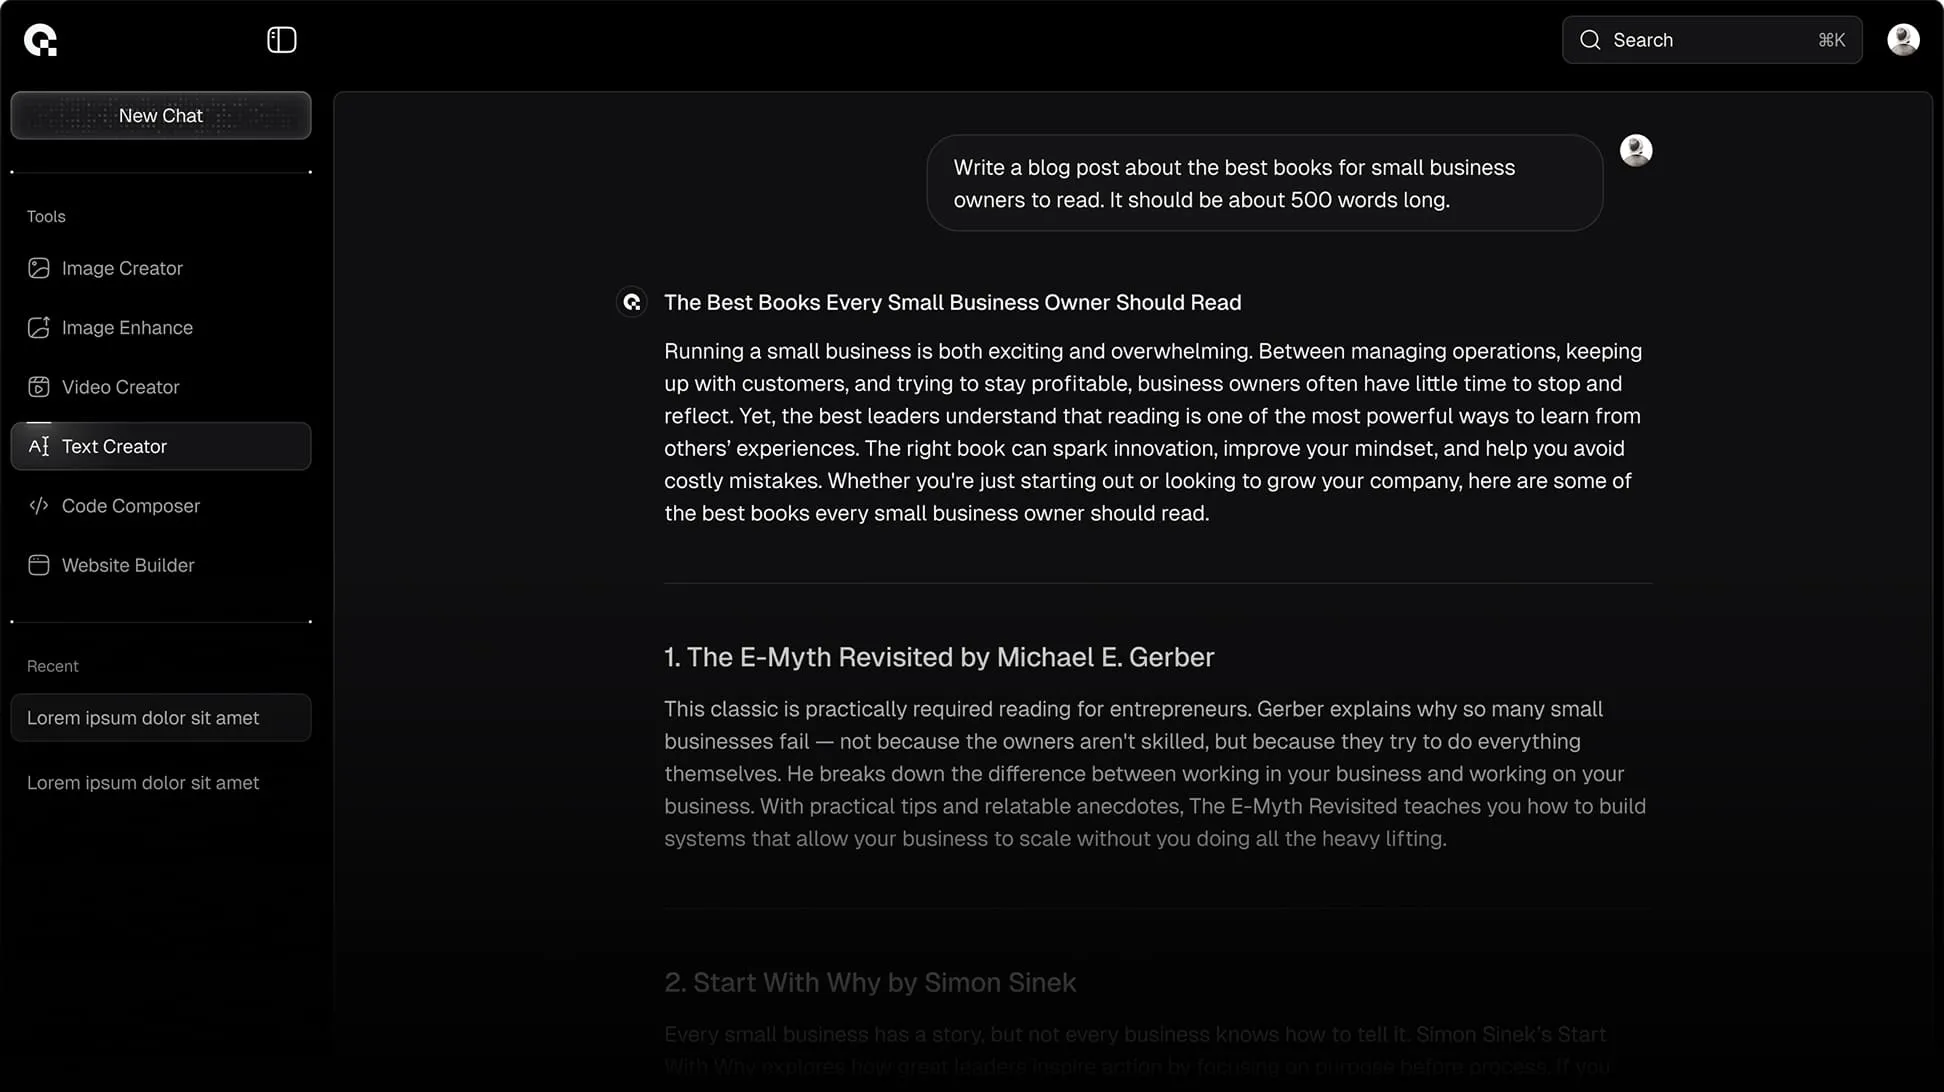 Search ⌘K
New Chat
Tools
Image Creator
Image Enhance
Video Creator
Text Creator
Code Composer
Website Builder
Recent
Lorem ipsum dolor sit amet
Lorem ipsum dolor sit amet
Write a blog post about the best books for small business
owners to read. It should be about 500 words long.
The Best Books Every Small Business Owner Should Read
Running a small business is both exciting and overwhelming. Between managing operations, keeping
up with customers, and trying to stay profitable, business owners often have little time to stop and
reflect. Yet, the best leaders understand that reading is one of the most powerful ways to learn from
others’ experiences. The right book can spark innovation, improve your mindset, and help you avoid
costly mistakes. Whether you're just starting out or looking to grow your company, here are some of
the best books every small business owner should read.
1. The E-Myth Revisited by Michael E. Gerber
This classic is practically required reading for entrepreneurs. Gerber explains why so many small
businesses fail — not because the owners aren't skilled, but because they try to do everything
themselves. He breaks down the difference between working in your business and working on your
business. With practical tips and relatable anecdotes, The E-Myth Revisited teaches you how to build
systems that allow your business to scale without you doing all the heavy lifting.
2. Start With Why by Simon Sinek
Every small business has a story, but not every business knows how to tell it. Simon Sinek’s Start
With Why explores how great leaders inspire action by focusing on purpose before process. If you